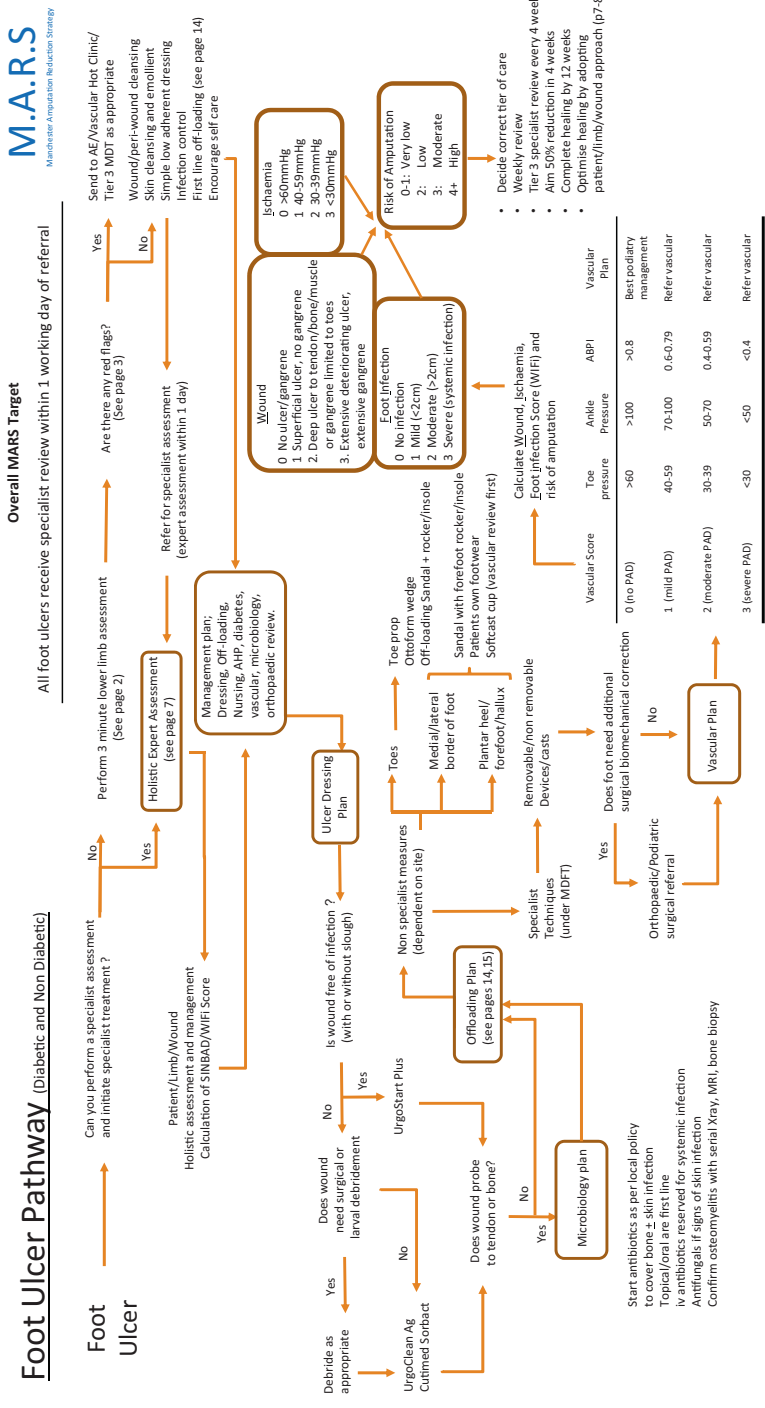 Foot Ulcer Pathway (Diabetic and Non Diabetic)
Overall MARS Target
All foot ulcers receive specialist review within 1 working day of referral
M.A.R.S
Manchester Amputation Reduction Strategy
Foot
Ulcer
Can you perform a specialist assessment
and initiate specialist treatment ?
No
Yes
Perform 3 minute lower limb assessment
(See page 2)
Are there any red flags?
(See page 3)
Yes
No
Send to AE/Vascular Hot Clinic/
Tier 3 MDT as appropriate
Wound/peri-wound cleansing
Skin cleansing and emollient
Simple low adherent dressing
Infection control
First line off-loading (see page 14)
Encourage self care
Refer for specialist assessment
(expert assessment within 1 day)
Holistic Expert Assessment
(see page 7)
Patient/Limb/Wound
Holistic assessment and management
Calculation of SINBAD/WIFi Score
Management plan;
Dressing, Off-loading,
Nursing, AHP, diabetes,
vascular, microbiology,
orthopaedic review.
Ulcer Dressing
Plan
Is wound free of infection ?
(with or without slough)
No
Yes
Does wound
need surgical or
larval debridement
UrgoStart Plus
Yes
No
Debride as
appropriate
UrgoClean Ag
Cutimed Sorbact
Does wound probe
to tendon or bone?
No
Yes
Microbiology plan
Start antibiotics as per local policy
to cover bone ± skin infection
Topical/oral are first line
iv antibiotics reserved for systemic infection
Antifungals if signs of skin infection
Confirm osteomyelitis with serial Xray, MRI, bone biopsy
Offloading Plan
(see pages 14,15)
Non specialist measures
(dependent on site)
Toes
Medial/lateral
border of foot
Plantar heel/
forefoot/hallux
Toe prop
Ottoform wedge
Off-loading Sandal + rocker/insole
Sandal with forefoot rocker/insole
Patients own footwear
Softcast cup (vascular review first)
Specialist
Techniques
(under MDFT)
Removable/non removable
Devices/casts
Does foot need additional
surgical biomechanical correction
Yes
No
Orthopaedic/Podiatric
surgical referral
Vascular Plan
Vascular Score
Toe
pressure
Ankle
Pressure
ABPI
Vascular
Plan
0 (no PAD)
>60
>100
>0.8
Best podiatry
management
1 (mild PAD)
40-59
70-100
0.6-0.79
Refer vascular
2 (moderate PAD)
30-39
50-70
0.4-0.59
Refer vascular
3 (severe PAD)
<30
<50
<0.4
Refer vascular
Calculate Wound, Ischaemia,
Foot infection Score (WIFi) and
risk of amputation
Wound
0 No ulcer/gangrene
1 Superficial ulcer, no gangrene
2. Deep ulcer to tendon/bone/muscle
or gangrene limited to toes
3. Extensive deteriorating ulcer,
extensive gangrene
Ischaemia
0 >60mmHg
1 40-59mmHg
2 30-39mmHg
3 <30mmHg
Foot Infection
0 No infection
1 Mild (<2cm)
2 Moderate (>2cm)
3 Severe (systemic infection)
Risk of Amputation
0-1: Very low
2: Low
3: Moderate
4+ High
• Decide correct tier of care
• Weekly review
• Tier 3 specialist review every 4 week
• Aim 50% reduction in 4 weeks
• Complete healing by 12 weeks
• Optimise healing by adopting
patient/limb/wound approach (p7-8